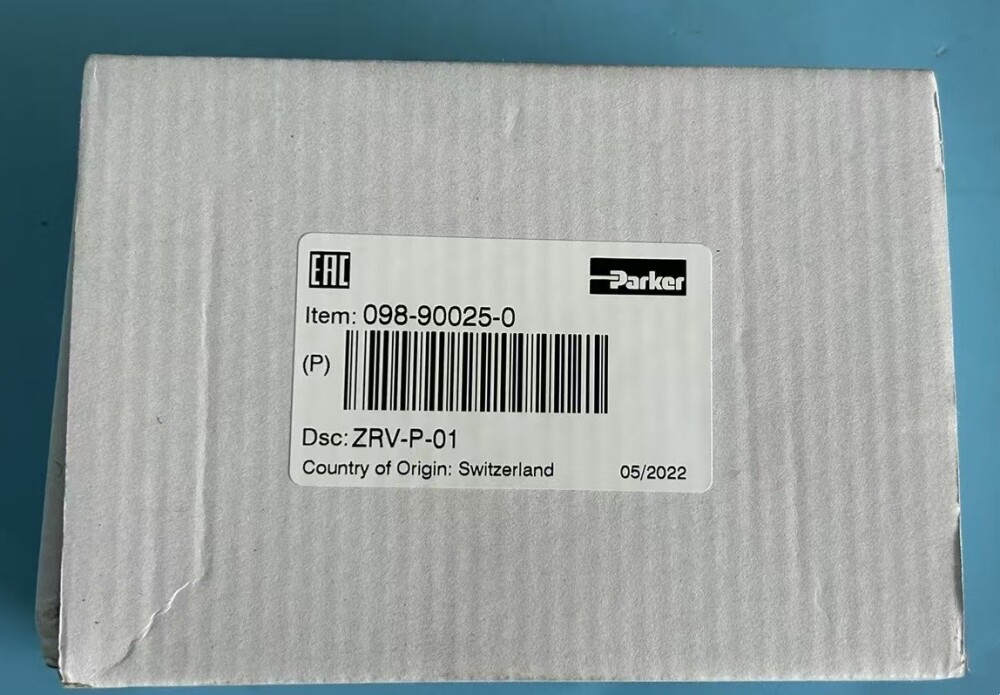 EAC
Parker
Item: 098-90025-0
(P)
Dsc: ZRV-P-01
Country of Origin: Switzerland 05/2022